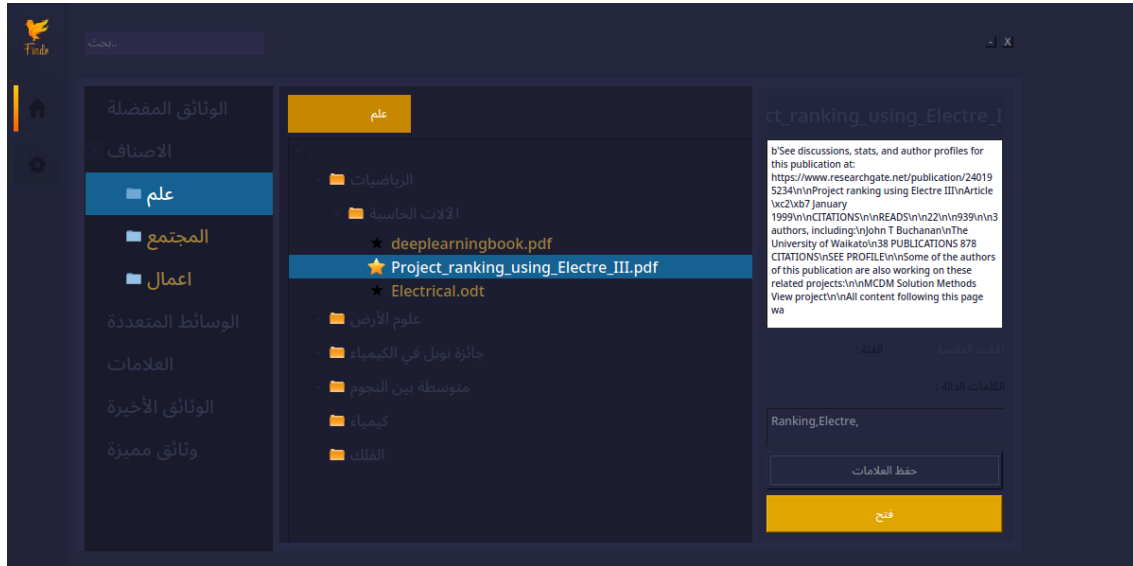 Findr
بحث..
- X
الوثائق المفضلة
الاصناف
علم
المجتمع
اعمال
الوسائط المتعددة
العلامات
الوثائق الأخيرة
وثائق مميزة
علم
الرياضيات
الآلات الحاسبة
deeplearningbook.pdf
Project_ranking_using_Electre_III.pdf
Electrical.odt
علوم الأرض
جائزة نوبل في الكيمياء
متوسطة بين النجوم
كيمياء
الفلك
ct_ranking_using_Electre_I
b'See discussions, stats, and author profiles for
this publication at:
https://www.researchgate.net/publication/24019
5234\n\nProject ranking using Electre III\nArticle
\xc2\xb7 January
1999\n\nCITATIONS\n\nREADS\n\n22\n\n939\n\n3
authors, including:\nJohn T Buchanan\nThe
University of Waikato\n38 PUBLICATIONS 878
CITATIONS\nSEE PROFILE\n\nSome of the authors
of this publication are also working on these
related projects:\n\nMCDM Solution Methods
View project\n\nAll content following this page
wa
الفئة : الآلات الحاسبة
الكلمات الدالة :
Ranking,Electre,
حفظ العلامات
فتح